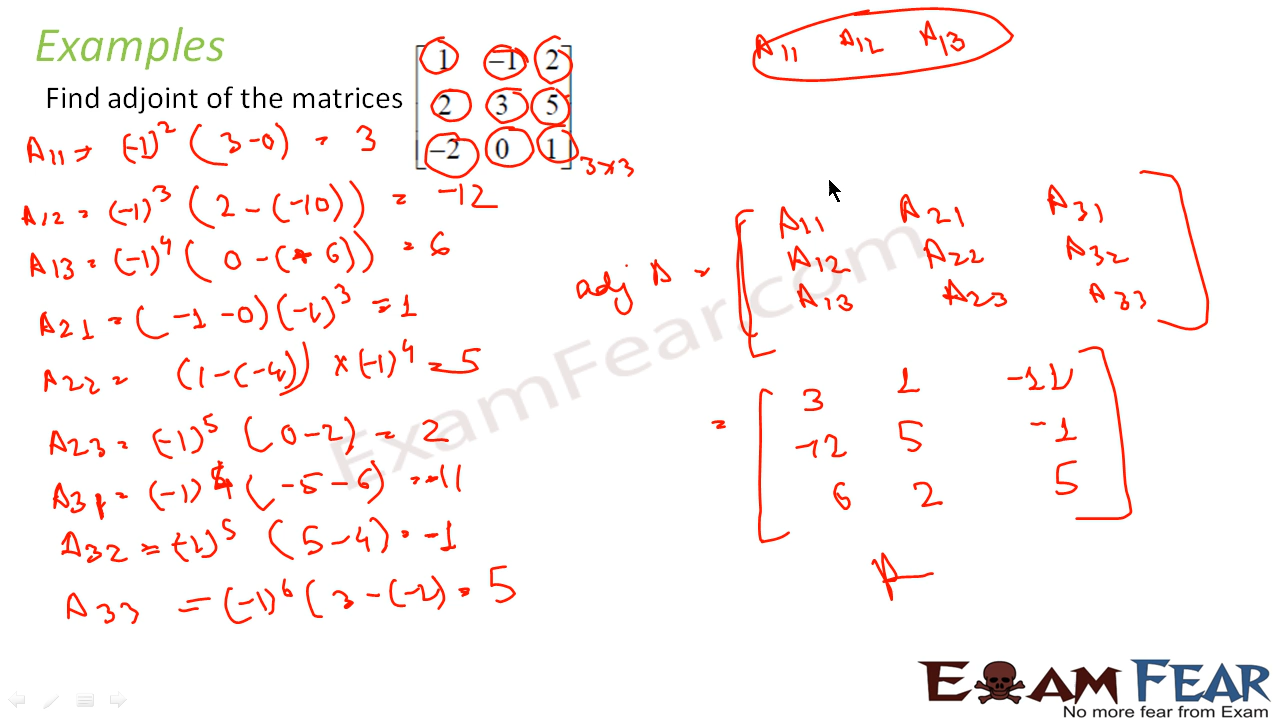 Examples
Find adjoint of the matrices
1 -1 2
2 3 5
-2 0 1
3×3
A11 A12 A13
A11 → (-1)^2 (3-0) = 3
A12 = (-1)^3 (2-(-10)) = -12
A13 = (-1)^4 (0-(-6)) = 6
A21 = (-1-0)(-1)^3 = 1
A22 = (1-(-4)) × (-1)^4 = 5
A23 = (-1)^5 (0-2) = 2
A31 = (-1)^4 (-5-6) = -11
A32 = (-1)^5 (5-4) = -1
A33 = (-1)^6 (3-(-2) = 5
adj A =
A11 A21 A31
A12 A22 A32
A13 A23 A33
=
3 1 -11
-12 5 -1
6 2 5
A
ExamFear.com
EXAM FEAR
No more fear from Exam